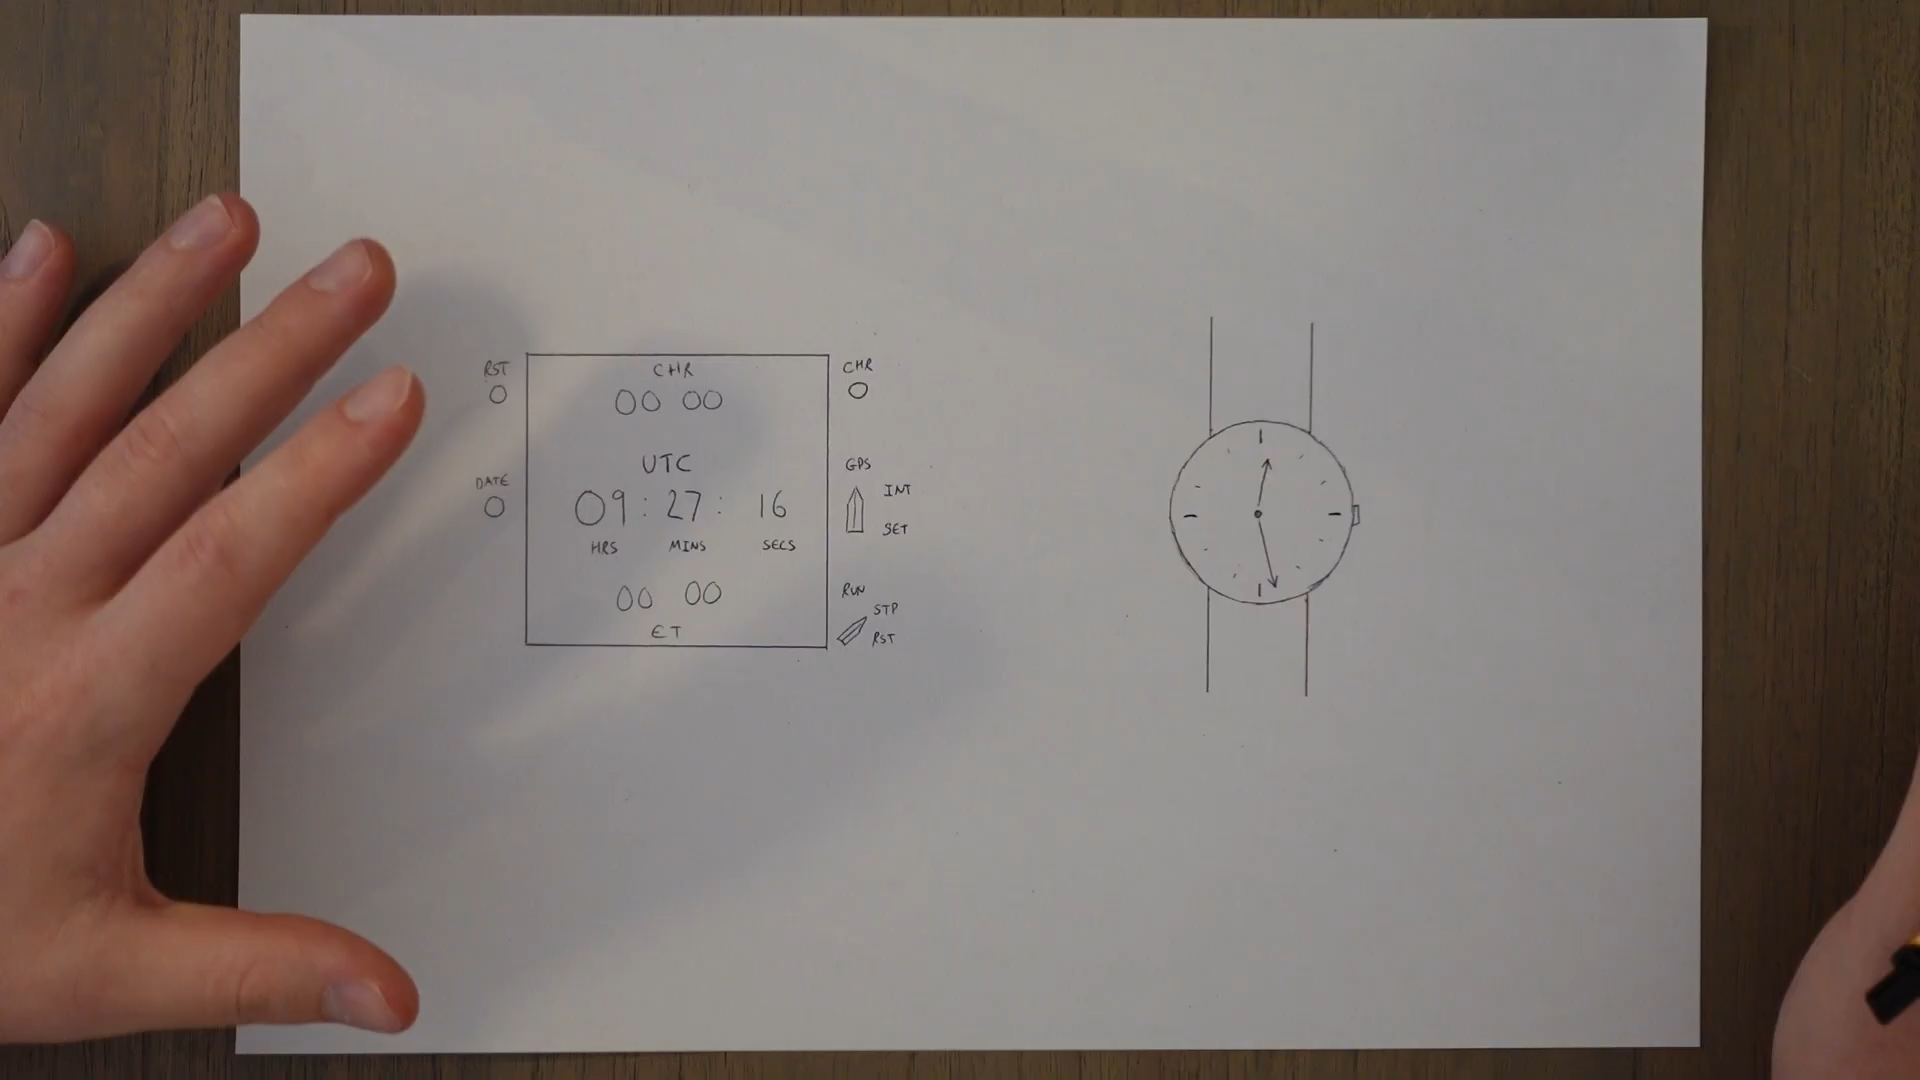 RST
CHR
CHR
00 00
DATE
UTC
GPS
09:27: 16
INT
SET
HRS MINS SECS
00 00
RUN
STP
ET
RST